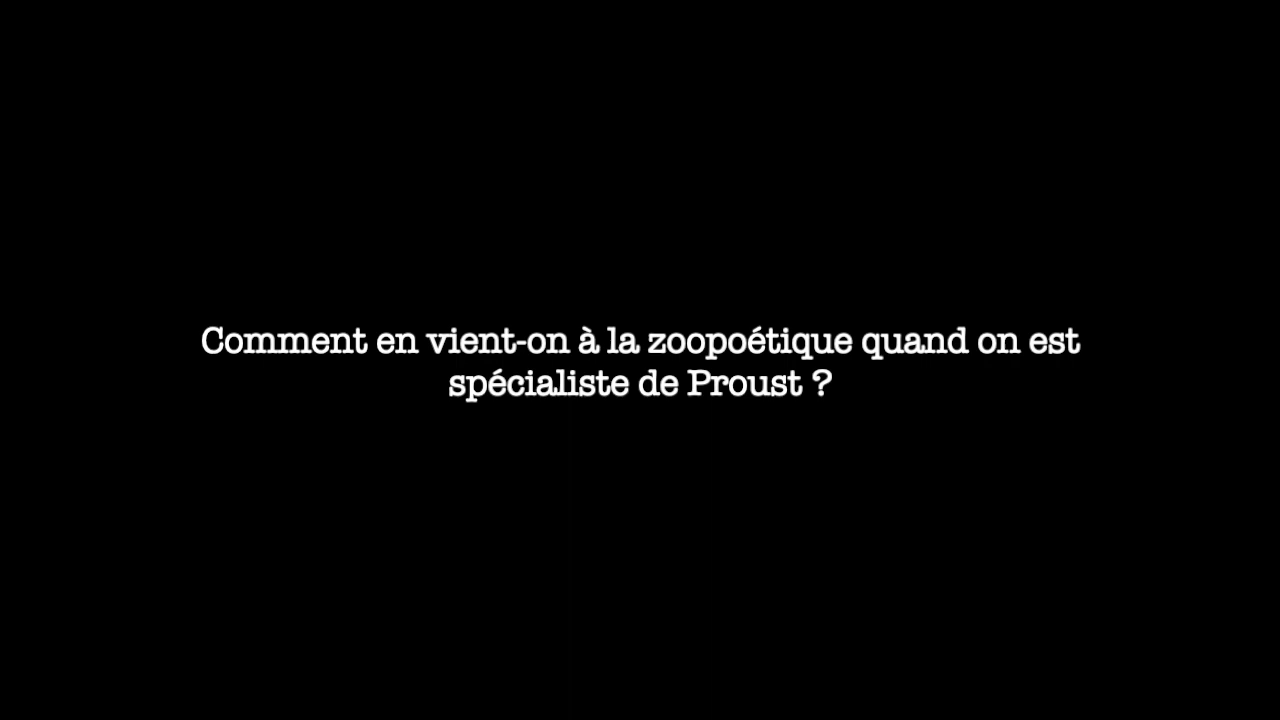 Comment en vient-on à la zoopoétique quand on est
spécialiste de Proust ?